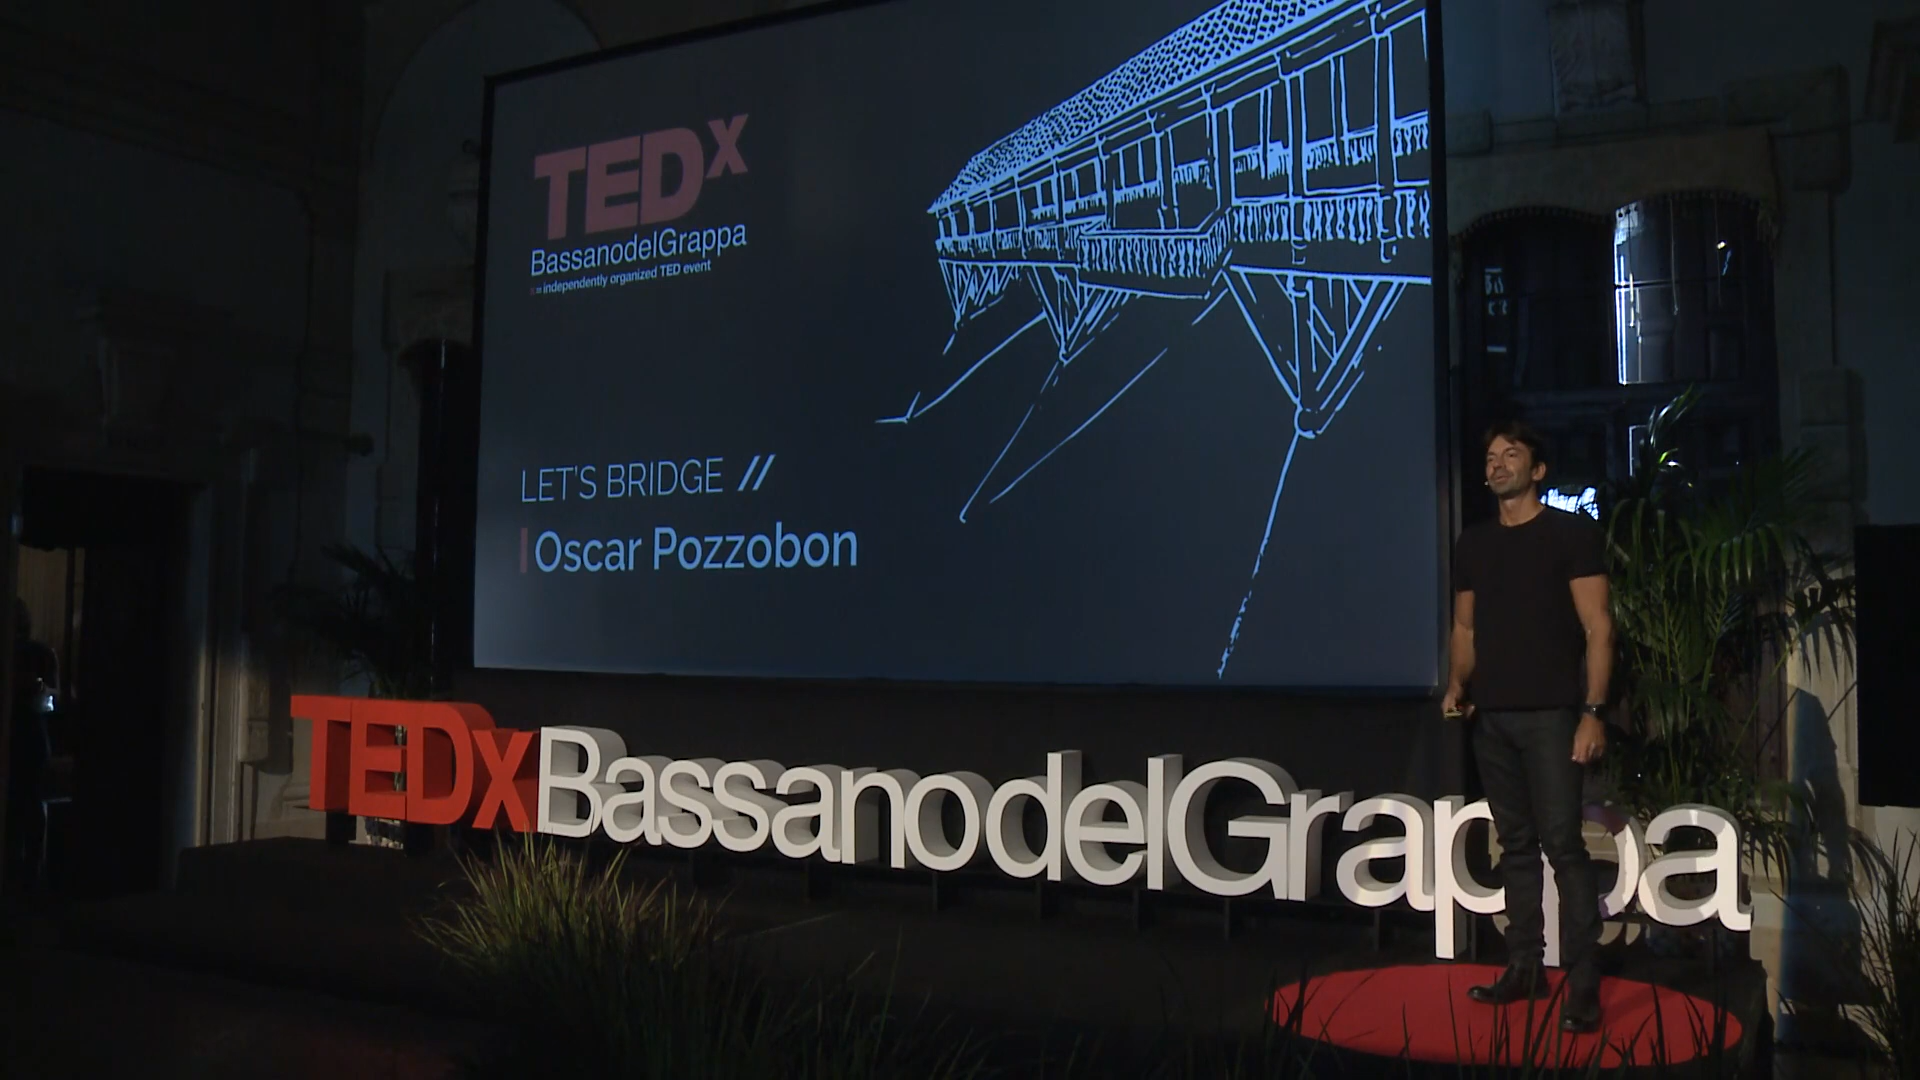 TEDx
BassanodelGrappa
x = independently organized TED event
LET'S BRIDGE //
Oscar Pozzobon
TEDxBassanodelGrappa